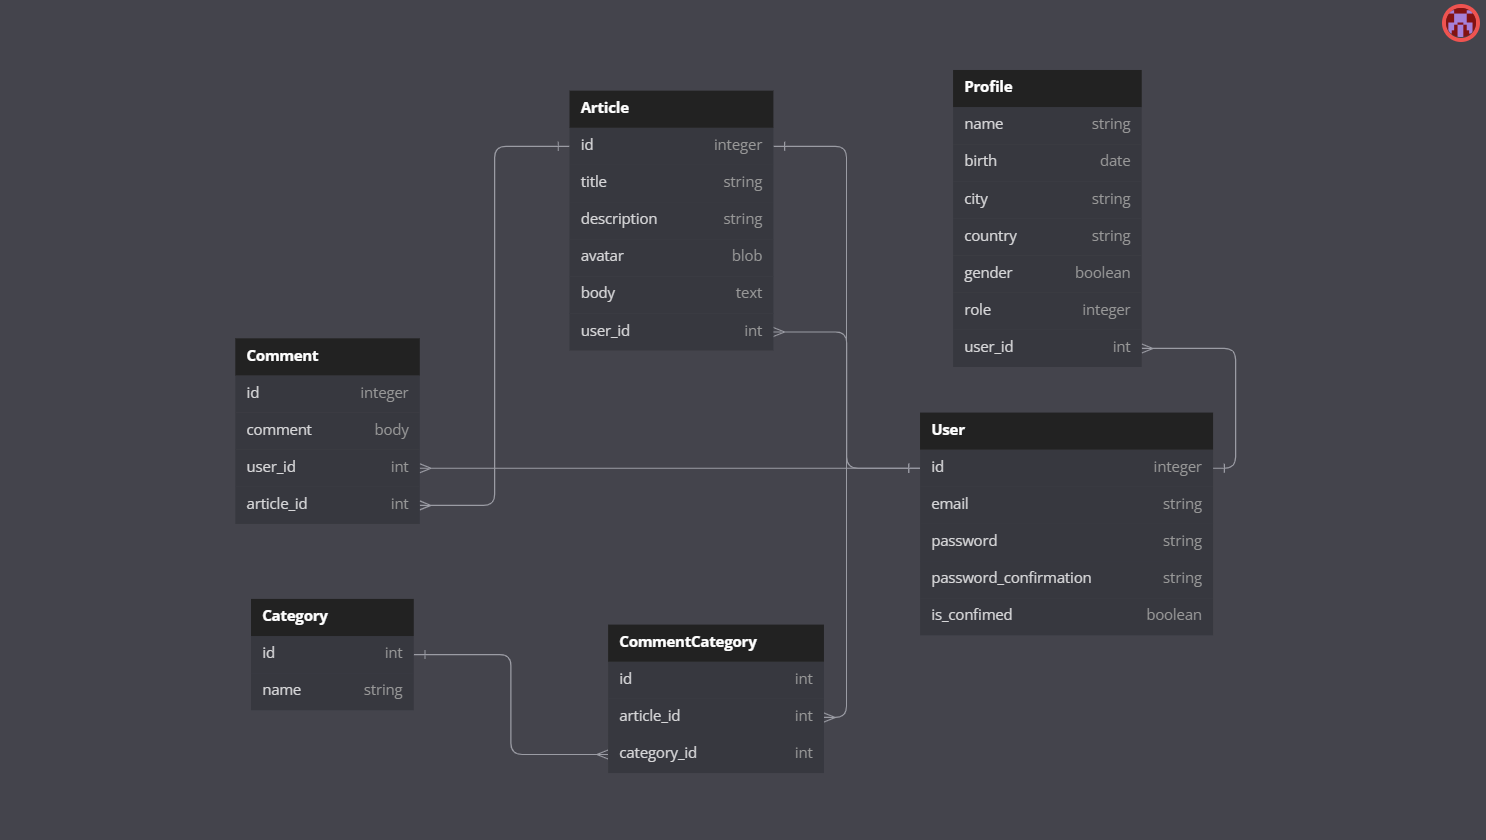 Article
id integer
title string
description string
avatar blob
body text
user_id int
Profile
name string
birth date
city string
country string
gender boolean
role integer
user_id int
Comment
id integer
comment body
user_id int
article_id int
User
id integer
email string
password string
password_confirmation string
is_confimed boolean
Category
id int
name string
CommentCategory
id int
article_id int
category_id int